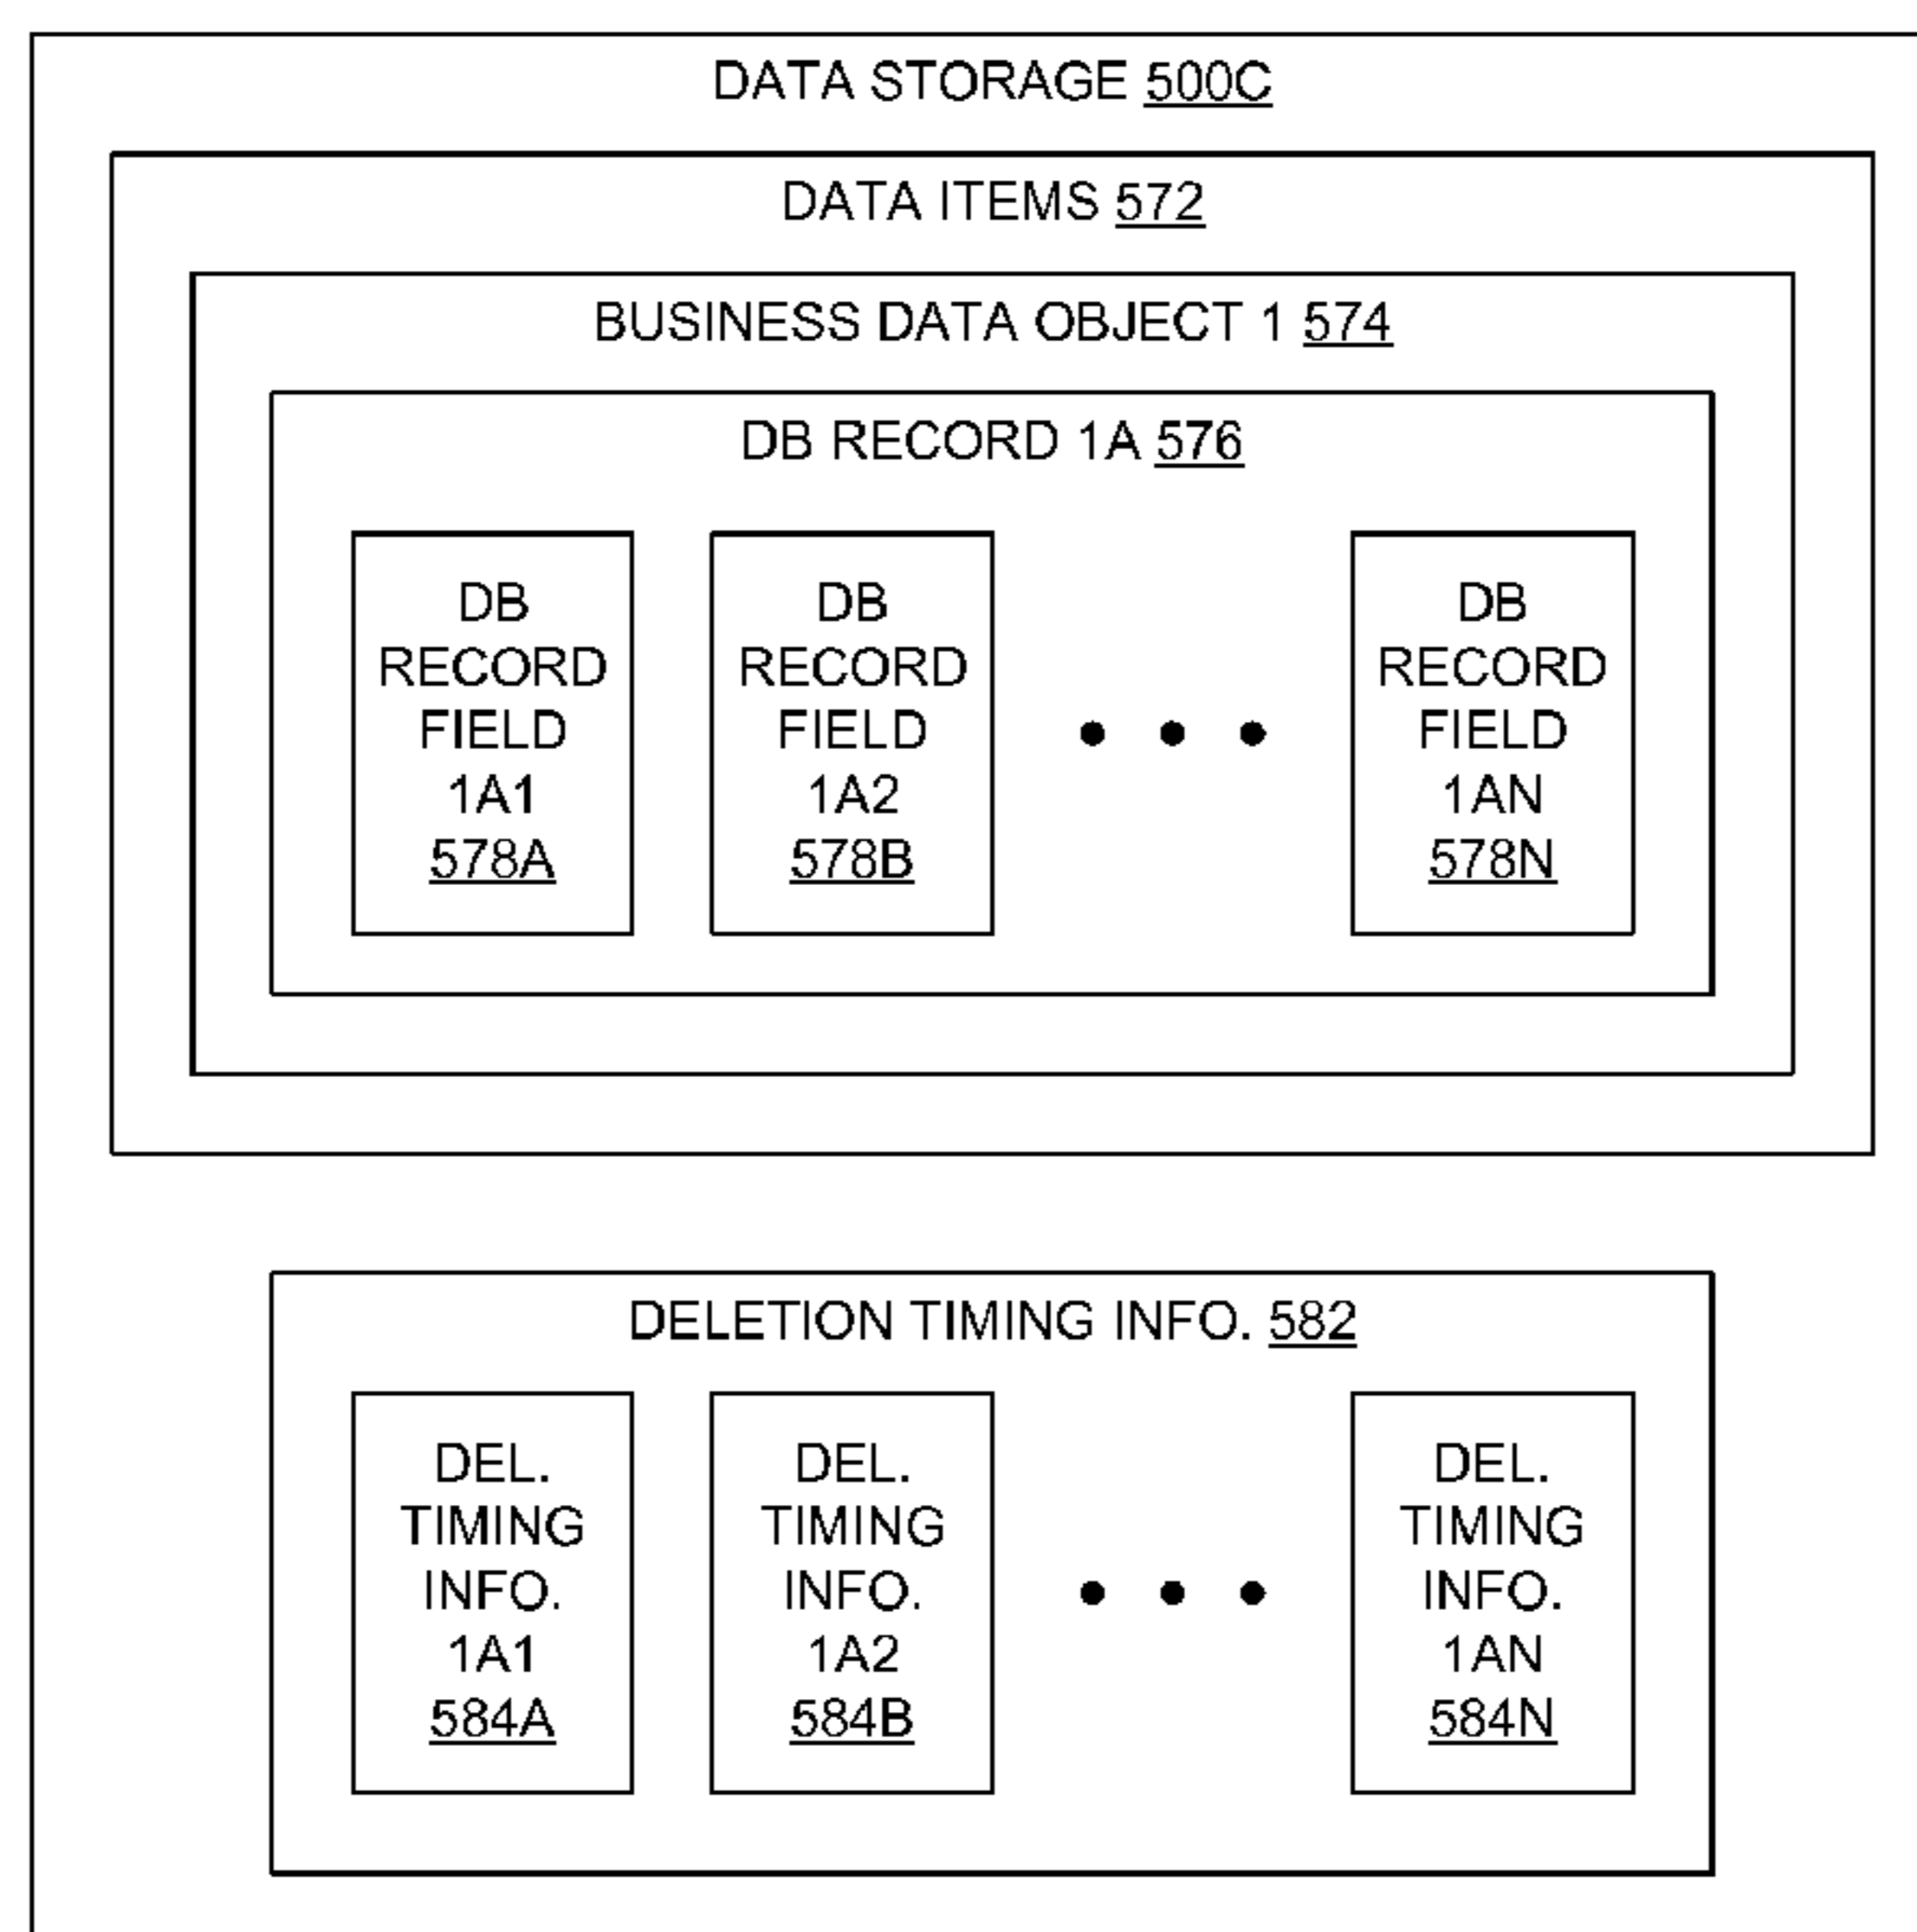 DATA STORAGE 500C
DATA ITEMS 572
BUSINESS DATA OBJECT 1 574
DB RECORD 1A 576
DB
RECORD
FIELD
1A1
578A
DB
RECORD
FIELD
1A2
578B
DB
RECORD
FIELD
1AN
578N
DELETION TIMING INFO. 582
DEL.
TIMING
INFO.
1A1
584A
DEL.
TIMING
INFO.
1A2
584B
DEL.
TIMING
INFO.
1AN
584N